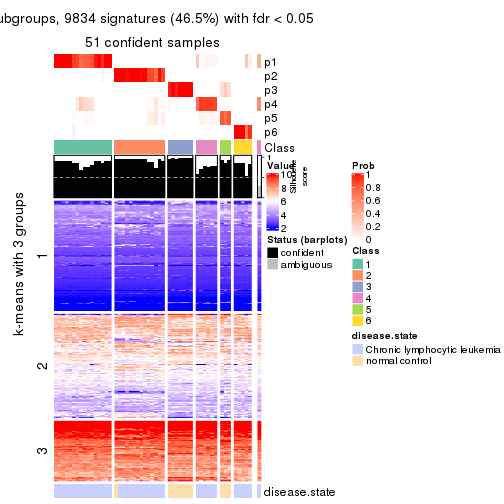 ubgroups, 9834 signatures (46.5%) with fdr < 0.05
51 confident samples
p1
p2
p3
p4
p5
p6
Class
1
Silhouette
score
k-means with 3 groups
1
2
3
disease.state
Value
10
8
6
4
2
Status (barplots)
confident
ambiguous
Prob
1
0.8
0.6
0.4
0.2
0
Class
1
2
3
4
5
6
disease.state
Chronic lymphocytic leukemia
normal control